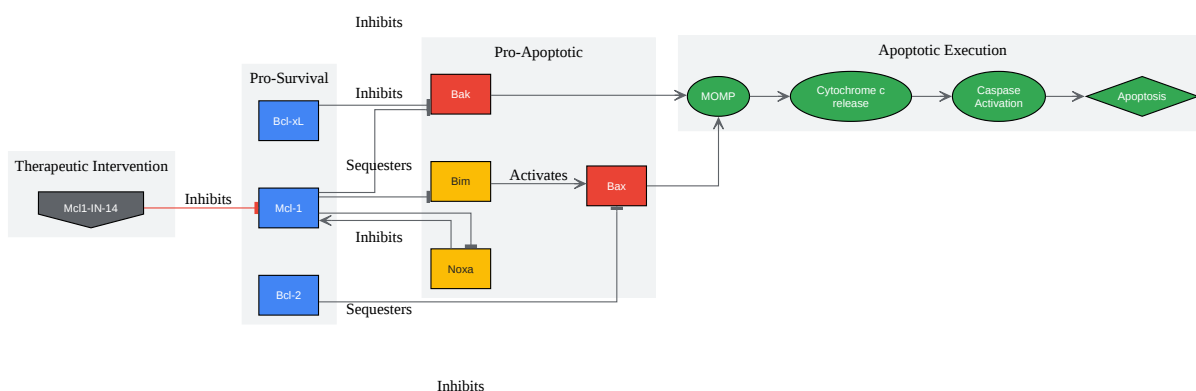 Inhibits
Pro-Apoptotic
Apoptotic Execution
Pro-Survival
Inhibits
Bak
MOMP
Cytochrome c
release
Caspase
Activation
Apoptosis
Bcl-xL
Therapeutic Intervention
Sequesters
Bim
Activates
Bax
Mcl1-IN-14
Inhibits
Mcl-1
Inhibits
Noxa
Bcl-2
Sequesters
Inhibits